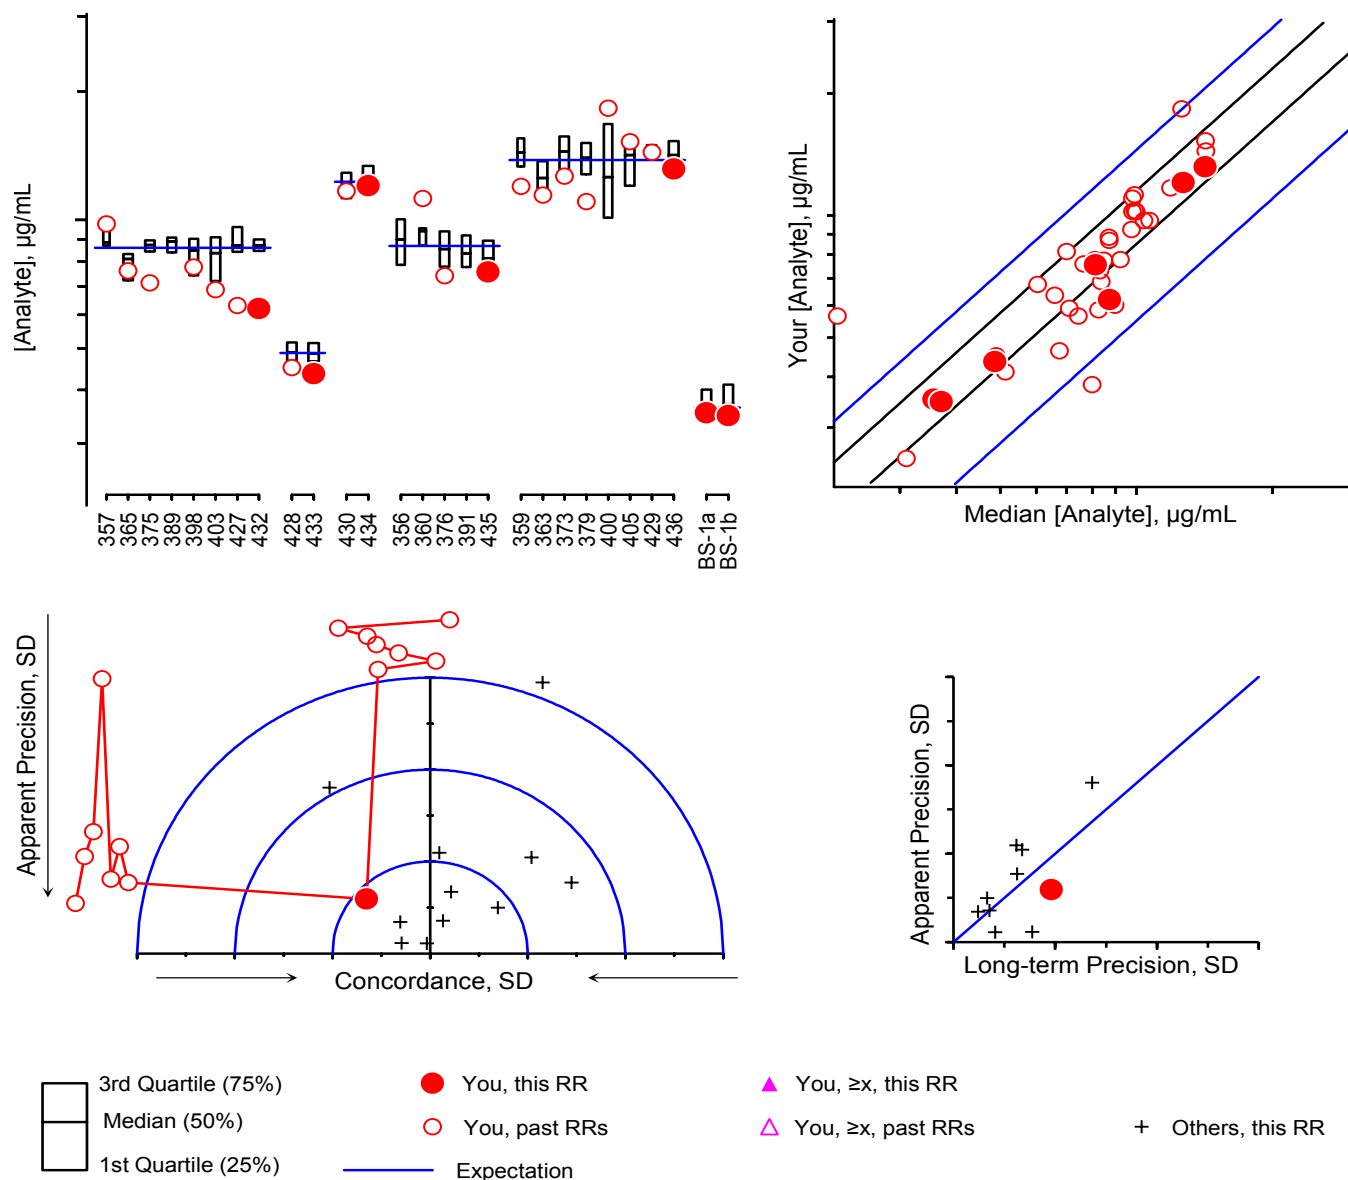 [Analyte], µg/mL
357
365
375
389
398
403
427
432
428
433
430
434
356
360
376
391
435
359
363
373
379
400
405
429
436
BS-1a
BS-1b
Your [Analyte], µg/mL
Median [Analyte], µg/mL
Apparent Precision, SD
Concordance, SD
Apparent Precision, SD
Long-term Precision, SD
3rd Quartile (75%)
Median (50%)
1st Quartile (25%)
You, this RR
You, past RRs
Expectation
You, ≥x, this RR
You, ≥x, past RRs
Others, this RR